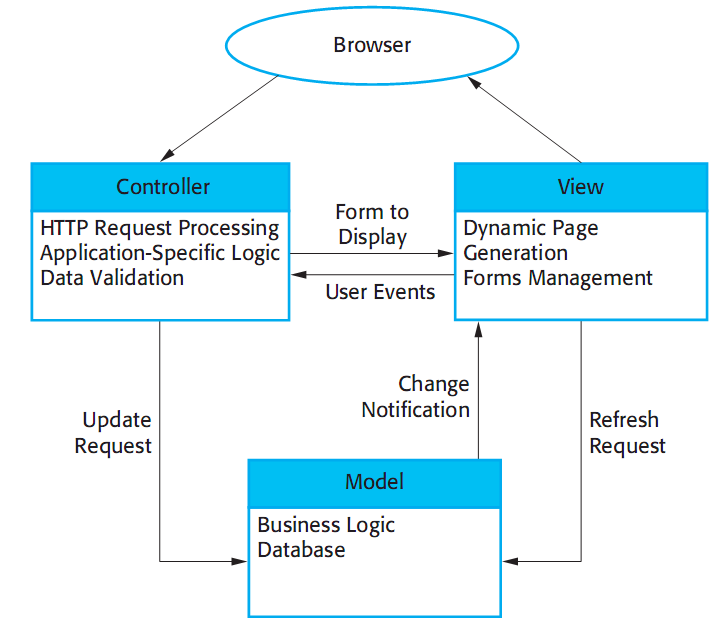 Browser
Controller
HTTP Request Processing
Application-Specific Logic
Data Validation
Form to
Display
User Events
View
Dynamic Page
Generation
Forms Management
Update
Request
Change
Notification
Refresh
Request
Model
Business Logic
Database